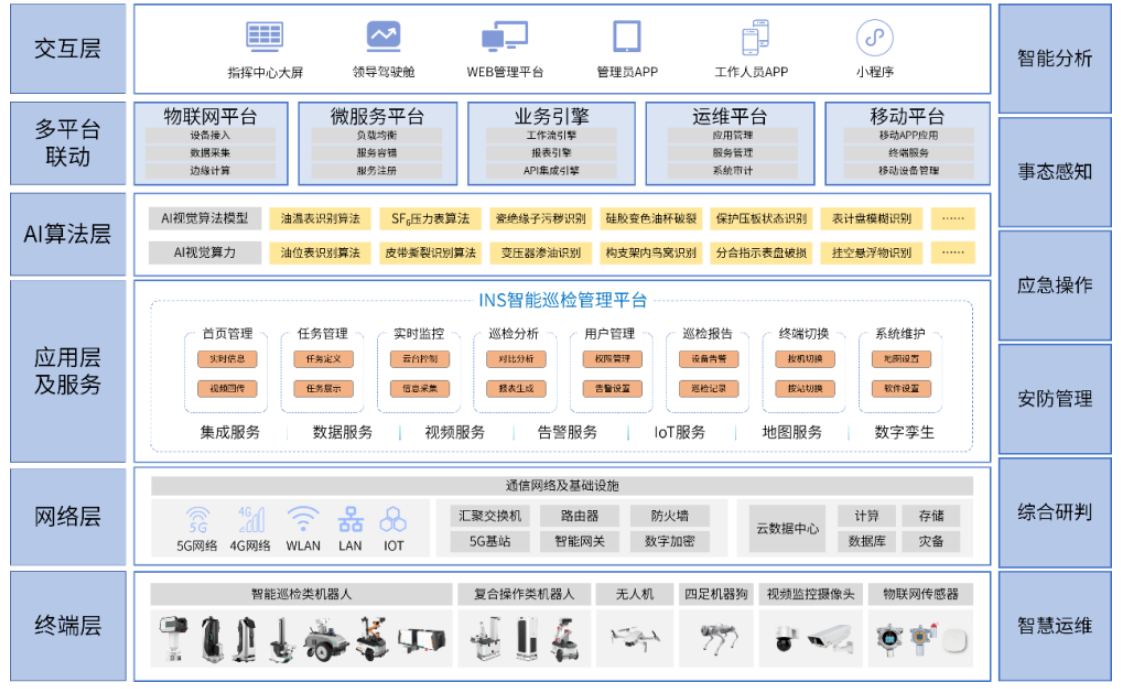 交互层
指挥中心大屏
领导驾驶舱
WEB管理平台
管理员APP
工作人员APP
小程序
多平台
联动
物联网平台
设备接入
数据采集
边缘计算
微服务平台
负载均衡
服务容错
服务注册
业务引擎
工作流引擎
报表引擎
API集成引擎
运维平台
应用管理
服务管理
系统审计
移动平台
移动APP应用
终端服务
移动设备管理
AI算法层
AI视觉算法模型
油温表识别算法
SF₆压力表算法
瓷绝缘子污秽识别
硅胶变色油杯破裂
保护压板状态识别
表计盘模糊识别
……
AI视觉算力
油位表识别算法
皮带撕裂识别算法
变压器渗油识别
构支架内鸟窝识别
分合指示表盘破损
挂空悬浮物识别
……
应用层
及服务
INS智能巡检管理平台
首页管理
实时信息
视频回传
任务管理
任务定义
任务展示
实时监控
云台控制
信息采集
巡检分析
对比分析
报表生成
用户管理
权限管理
告警设置
巡检报告
设备告警
巡检记录
终端切换
按机切换
按站切换
系统维护
地图设置
软件设置
集成服务
数据服务
视频服务
告警服务
IoT服务
地图服务
数字孪生
网络层
通信网络及基础设施
5G
5G网络
4G
4G网络
WLAN
LAN
IOT
汇聚交换机
路由器
防火墙
5G基站
智能网关
数字加密
云数据中心
计算
存储
数据库
灾备
终端层
智能巡检类机器人
复合操作类机器人
无人机
四足机器狗
视频监控摄像头
物联网传感器
智能分析
事态感知
应急操作
安防管理
综合研判
智慧运维